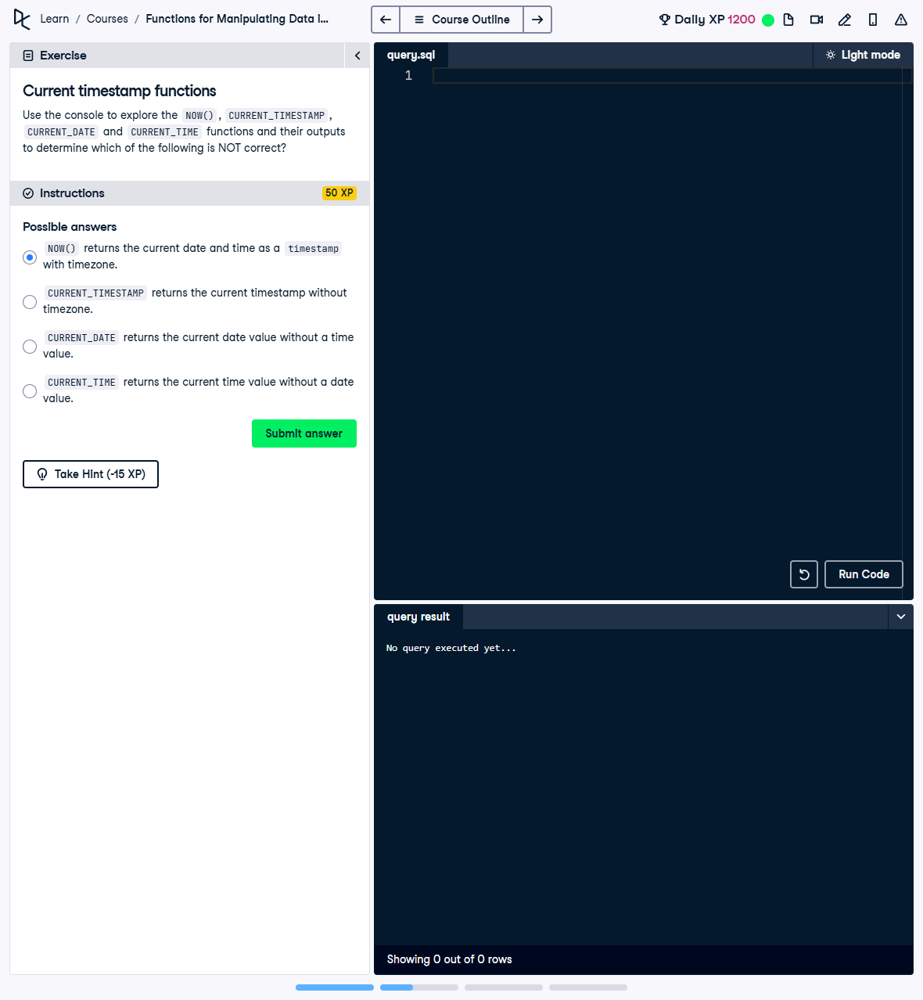 Learn / Courses / Functions for Manipulating Data i...
Course Outline
Daily XP 1200
Exercise
Current timestamp functions
Use the console to explore the NOW(), CURRENT_TIMESTAMP,
CURRENT_DATE and CURRENT_TIME functions and their outputs
to determine which of the following is NOT correct?
Instructions
50 XP
Possible answers
NOW() returns the current date and time as a timestamp
with timezone.
CURRENT_TIMESTAMP returns the current timestamp without
timezone.
CURRENT_DATE returns the current date value without a time
value.
CURRENT_TIME returns the current time value without a date
value.
Submit answer
Take Hint (-15 XP)
query.sql
Light mode
1
Run Code
query result
No query executed yet...
Showing 0 out of 0 rows